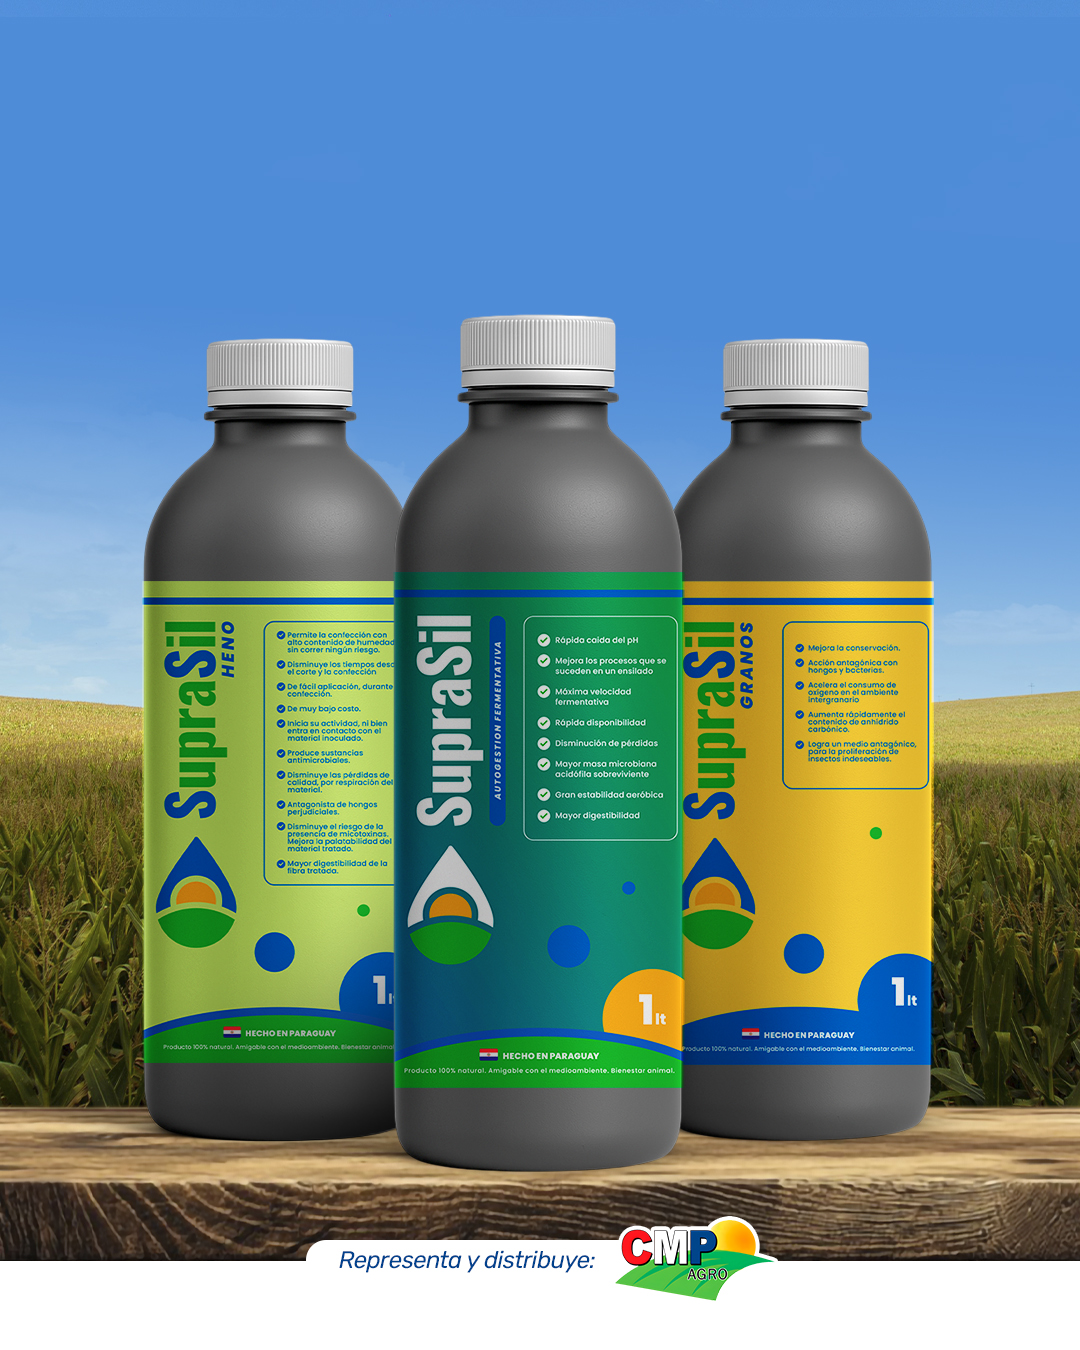 SupraSil
HENO
Permite la confección con
alto contenido de humedad
sin correr ningún riesgo.
Disminuye los tiempos
el corte y la confección
De fácil aplicación, durante
confección.
De muy bajo costo.
Inicia su actividad, ni bien
entra en contacto con el
material inoculado.
Produce sustancias
antimicrobiales.
Disminuye las pérdidas de
calidad, por respiración del
material.
Antagonista de hongos
perjudiciales.
Disminuye el riesgo de la
presencia de micotoxinas.
Mejora la palatabilidad del
material tratado.
Mayor digestibilidad de la
fibra tratada.
1lt
HECHO EN PARAGUAY
Producto 100% natural. Amigable con el medioambiente. Bienestar
SupraSil
AUTOGESTION FERMENTATIVA
Rápida caida del pH
Mejora los procesos que se
suceden en un ensilado
Máxima velocidad
fermentativa
Rápida disponibilidad
Disminución de pérdidas
Mayor masa microbiana
acidófila sobreviviente
Gran estabilidad aeróbica
Mayor digestibilidad
1lt
HECHO EN PARAGUAY
Producto 100% natural. Amigable con el medioambiente. Bienestar animal.
SupraSil
GRANOS
Mejora la conservación.
Acción antagónica con
hongos y bacterias.
Acelera el consumo de
oxígeno en el ambiente
intergranario
Aumenta rápidamente el
contenido de anhidrido
carbónico.
Logra un medio antagónico,
para la proliferación de
insectos indeseables.
1lt
HECHO EN PARAGUAY
Producto 100% natural. Amigable con el medioambiente. Bienestar animal.
Representa y distribuye:
CMP
AGRO